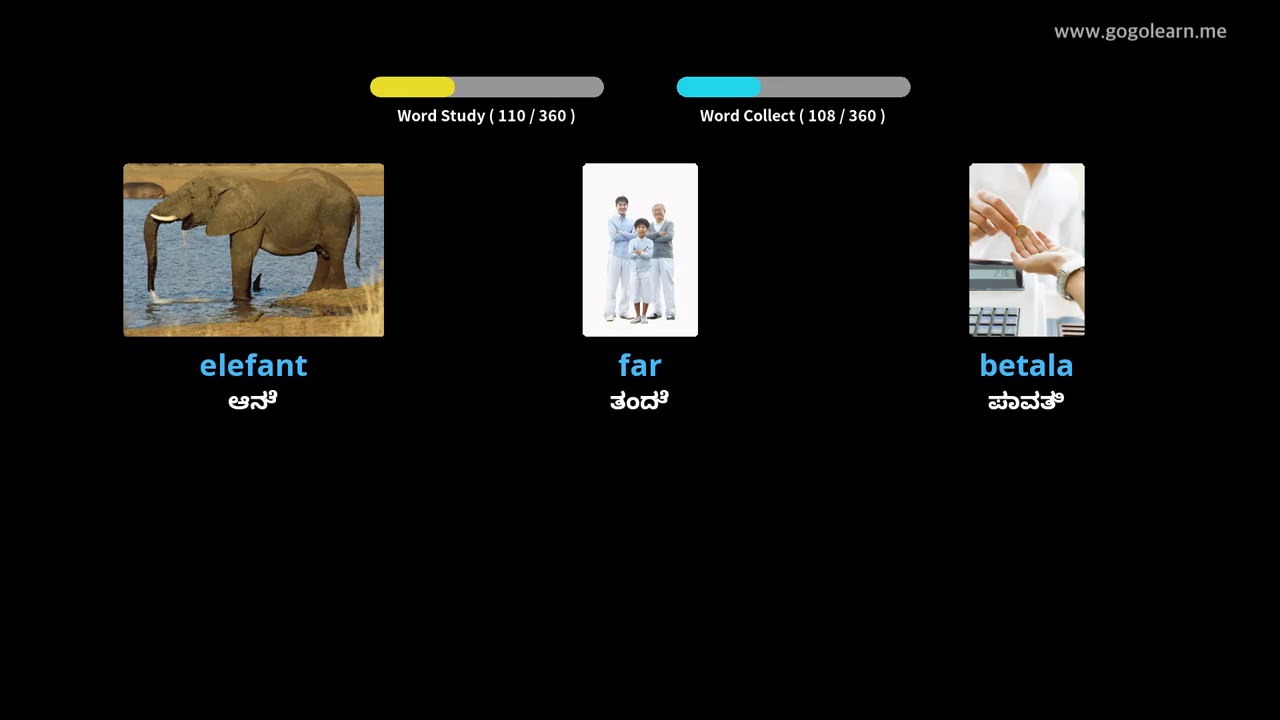 www.gogolearn.me
Word Study ( 110 / 360 )
Word Collect ( 108 / 360 )
elefant
far
betala
ಆನೆ
ತಂದೆ
ಪಾವತಿ